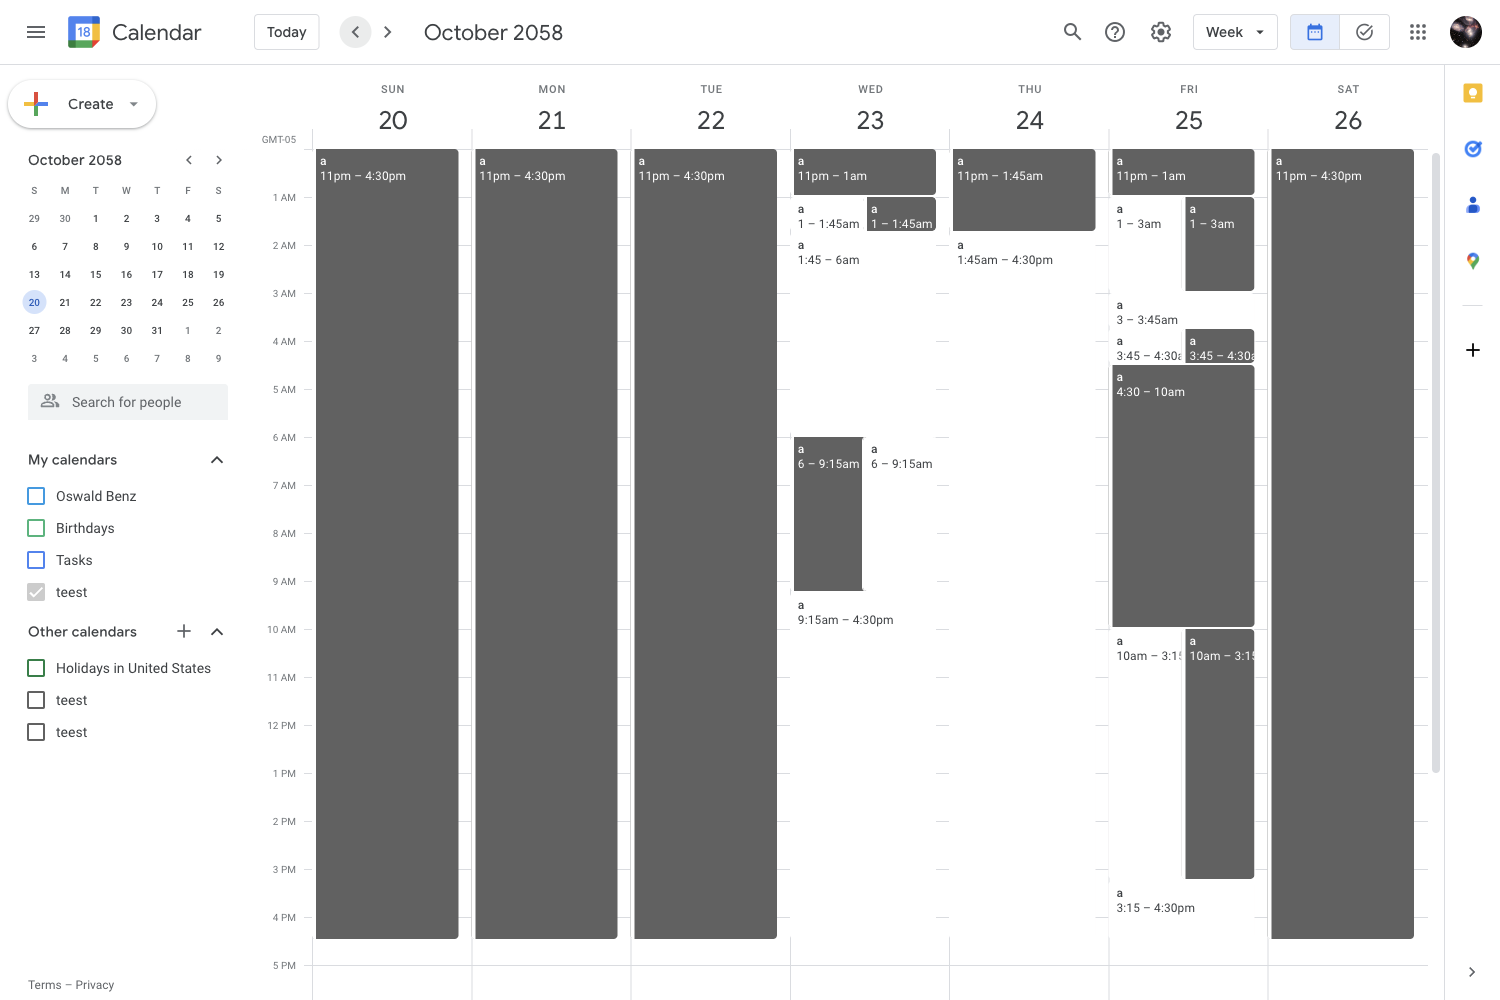 18
Calendar
Today
October 2058
Week
Create
October 2058
S M T W T F S
29 30 1 2 3 4 5
6 7 8 9 10 11 12
13 14 15 16 17 18 19
20 21 22 23 24 25 26
27 28 29 30 31 1 2
3 4 5 6 7 8 9
Search for people
My calendars
Oswald Benz
Birthdays
Tasks
teest
Other calendars
Holidays in United States
teest
teest
Terms – Privacy
GMT-05
1 AM
2 AM
3 AM
4 AM
5 AM
6 AM
7 AM
8 AM
9 AM
10 AM
11 AM
12 PM
1 PM
2 PM
3 PM
4 PM
5 PM
SUN
20
a
11pm – 4:30pm
MON
21
a
11pm – 4:30pm
TUE
22
a
11pm – 4:30pm
WED
23
a
11pm – 1am
a
1 – 1:45am
a
1 – 1:45am
a
1:45 – 6am
a
6 – 9:15am
a
6 – 9:15am
a
9:15am – 4:30pm
THU
24
a
11pm – 1:45am
a
1:45am – 4:30pm
FRI
25
a
11pm – 1am
a
1 – 3am
a
1 – 3am
a
3 – 3:45am
a
3:45 – 4:30a
a
3:45 – 4:30a
a
4:30 – 10am
a
10am – 3:15
a
10am – 3:15
a
3:15 – 4:30pm
SAT
26
a
11pm – 4:30pm